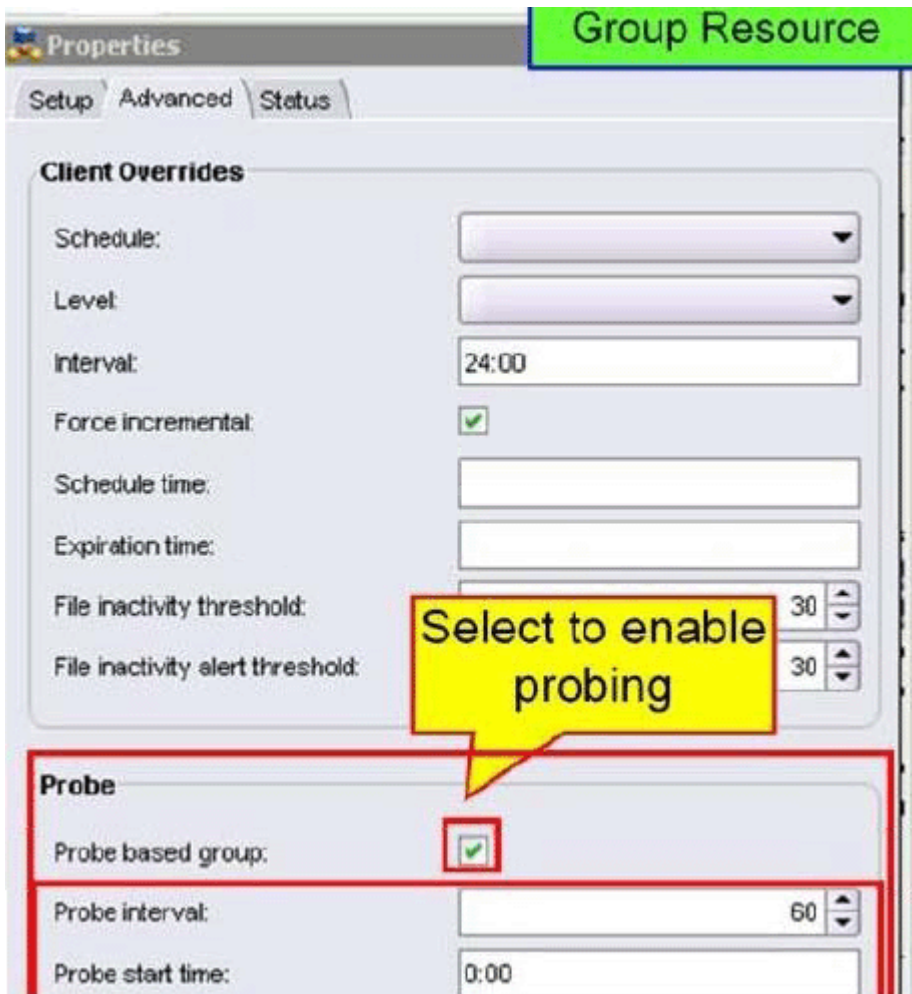 Group Resource
Properties
Setup Advanced Status
Client Overrides
Schedule:
Level:
Interval: 24:00
Force incremental:
Schedule time:
Expiration time:
File inactivity threshold: 30
File inactivity alert threshold: 30
Select to enable
probing
Probe
Probe based group:
Probe interval: 60
Probe start time: 0:00